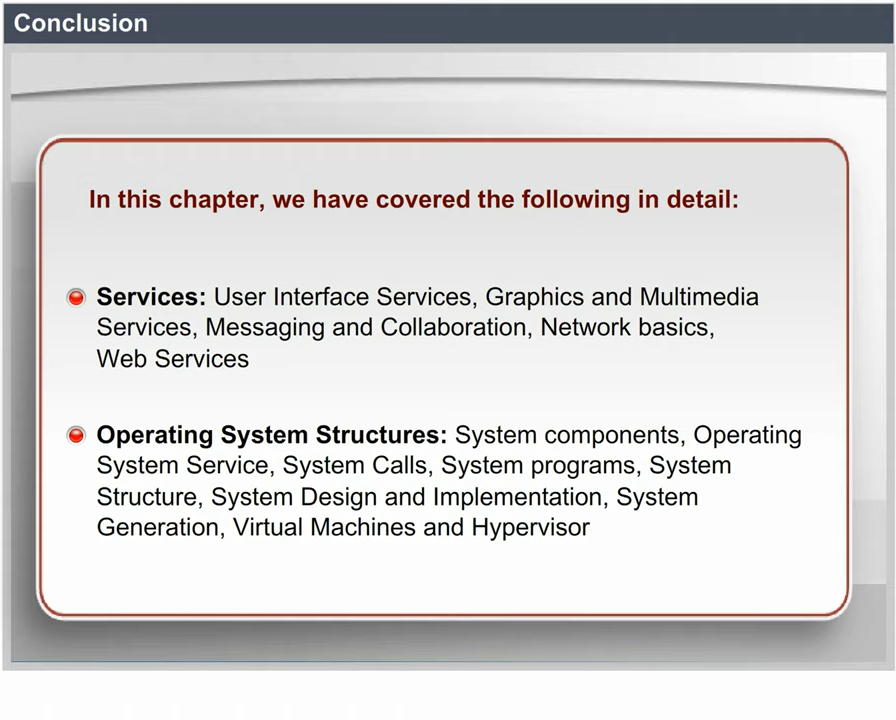 Conclusion
In this chapter, we have covered the following in detail:
Services: User Interface Services, Graphics and Multimedia
Services, Messaging and Collaboration, Network basics,
Web Services
Operating System Structures: System components, Operating
System Service, System Calls, System programs, System
Structure, System Design and Implementation, System
Generation, Virtual Machines and Hypervisor